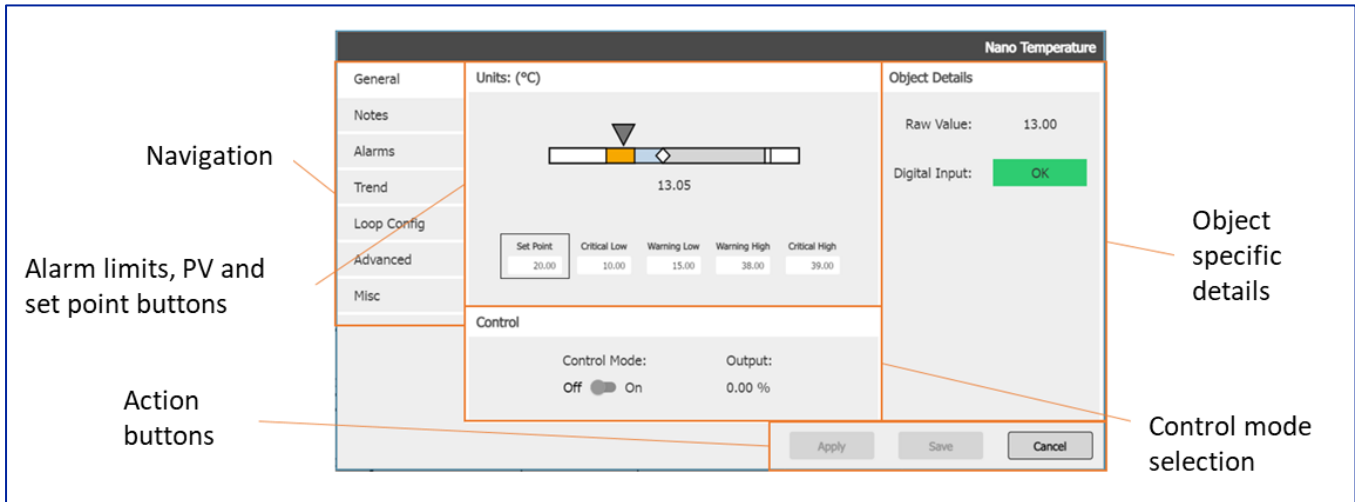 Nano Temperature
General
Notes
Alarms
Trend
Loop Config
Advanced
Misc
Units: (°C)
13.05
Set Point Critical Low Warning Low Warning High Critical High
20.00 10.00 15.00 38.00 39.00
Control
Control Mode: Output:
Off On 0.00 %
Object Details
Raw Value: 13.00
Digital Input: OK
Apply Save Cancel
Navigation
Alarm limits, PV and
set point buttons
Action
buttons
Object
specific
details
Control mode
selection